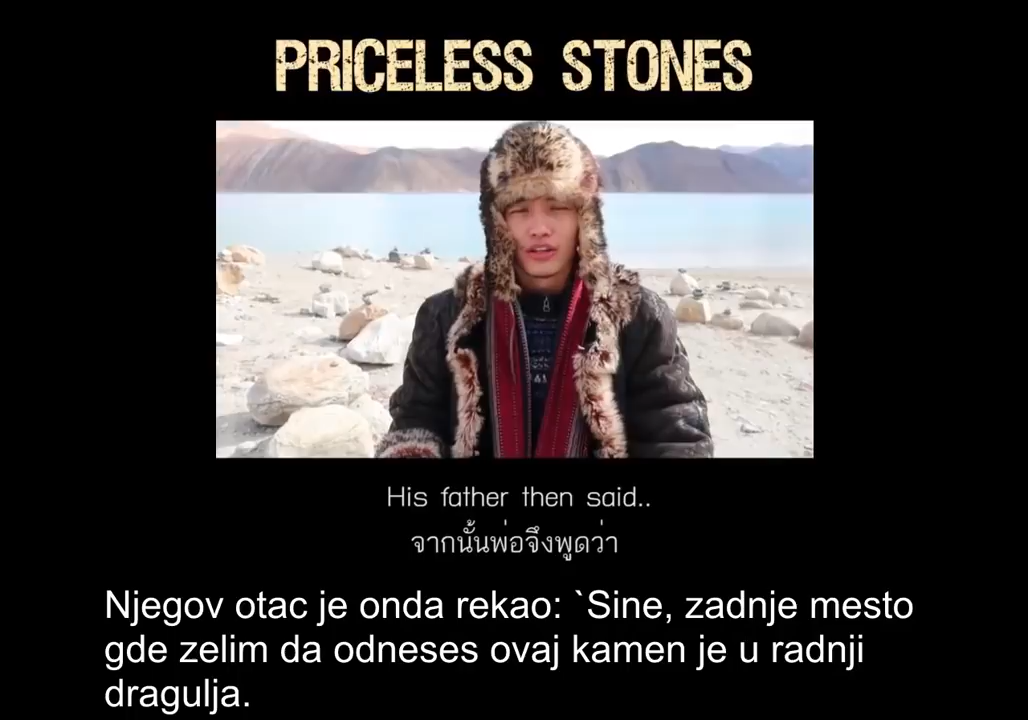 PRICELESS STONES
His father then said..
จากนั้นพ่อจึงพูดว่า
Njegov otac je onda rekao: `Sine, zadnje mesto
gde zelim da odneses ovaj kamen je u radnji
dragulja.